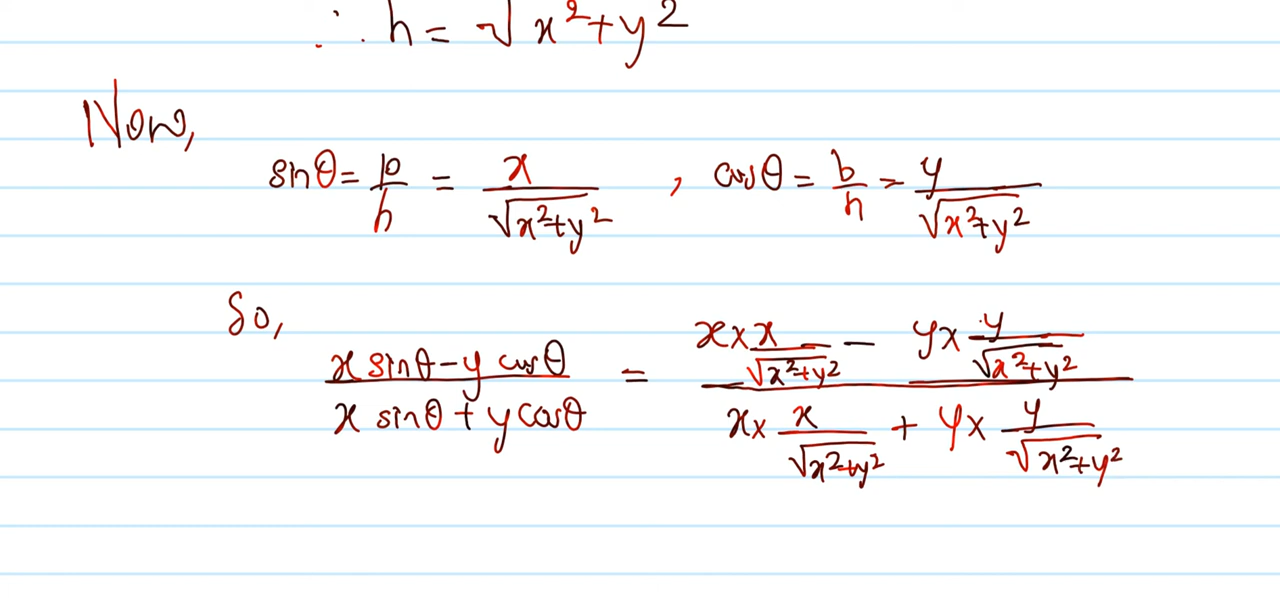 ∴ h = √x²+y²
Now,
sinθ = p/h = x/√x²+y² , cosθ = b/h = y/√x²+y²
So,
(x sinθ - y cosθ)/(x sinθ + y cosθ) = (x × x/√x²+y² - y × y/√x²+y²)/(x × x/√x²+y² + y × y/√x²+y²)